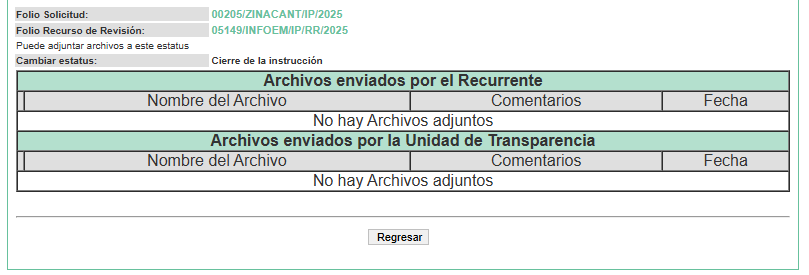 Folio Solicitud: 00205/ZINACANT/IP/2025
Folio Recurso de Revisión: 05149/INFOEM/IP/RR/2025
Puede adjuntar archivos a este estatus
Cambiar estatus: Cierre de la instrucción
Archivos enviados por el Recurrente
Nombre del Archivo Comentarios Fecha
No hay Archivos adjuntos
Archivos enviados por la Unidad de Transparencia
Nombre del Archivo Comentarios Fecha
No hay Archivos adjuntos
Regresar